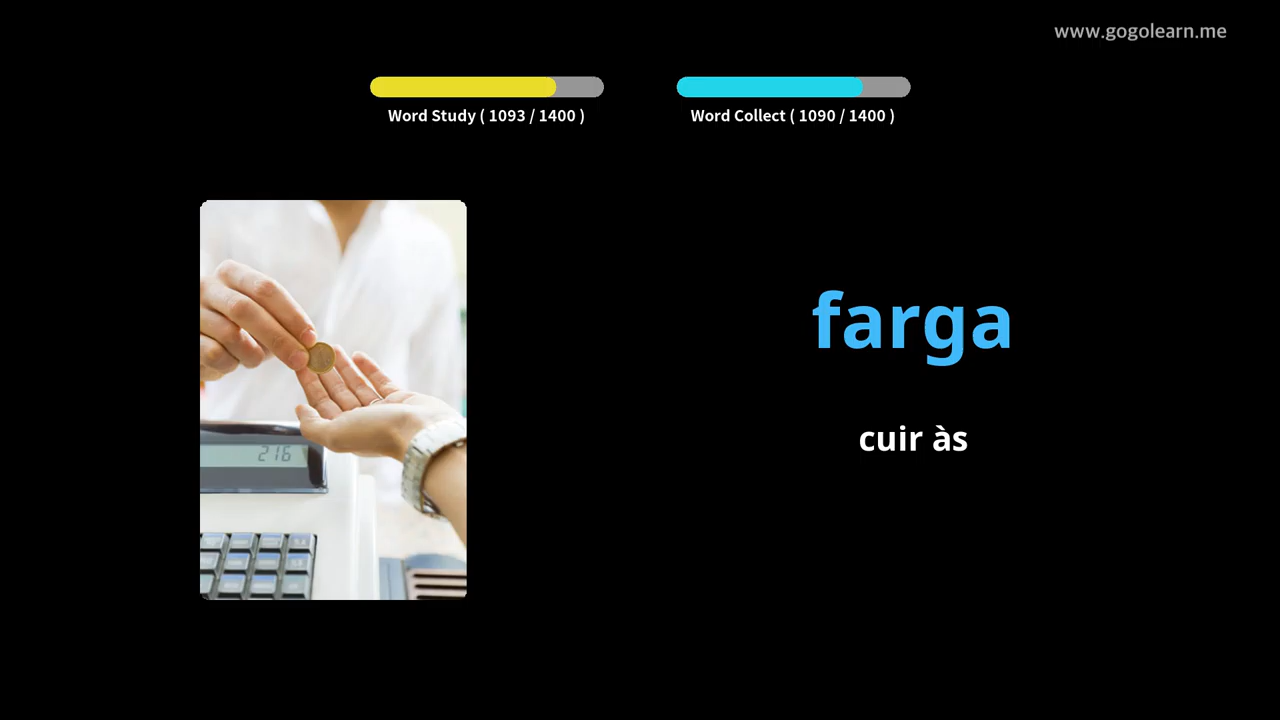 www.gogolearn.me
Word Study ( 1093 / 1400 )
Word Collect ( 1090 / 1400 )
farga
cuir às
216